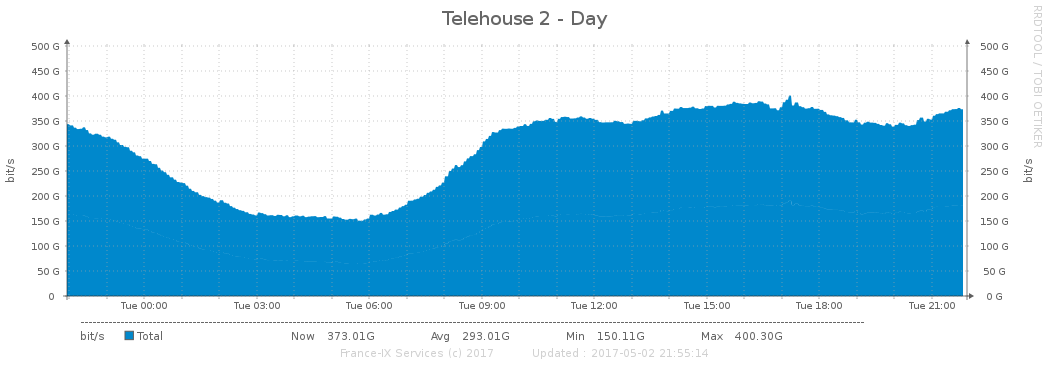 Telehouse 2 - Day
RRDTOOL / TOBI OETIKER
500 G 500 G
450 G 450 G
400 G 400 G
350 G 350 G
300 G 300 G
250 G 250 G
200 G 200 G
150 G 150 G
100 G 100 G
50 G 50 G
0 0 G
bit/s
bit/s
Tue 00:00 Tue 03:00 Tue 06:00 Tue 09:00 Tue 12:00 Tue 15:00 Tue 18:00 Tue 21:00
bit/s Total Now 373.01G Avg 293.01G Min 150.11G Max 400.30G
France-IX Services (c) 2017 Updated : 2017-05-02 21:55:14